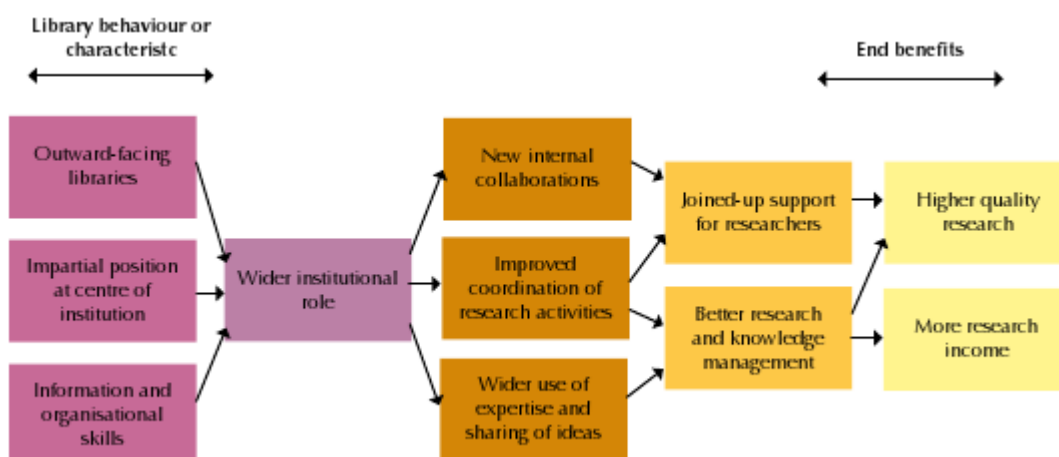 Library behaviour or
characteristc
End benefits
Outward-facing
libraries
Impartial position
at centre of
institution
Information and
organisational
skills
Wider institutional
role
New internal
collaborations
Improved
coordination of
research activities
Wider use of
expertise and
sharing of ideas
Joined-up support
for researchers
Better research
and knowledge
management
Higher quality
research
More research
income